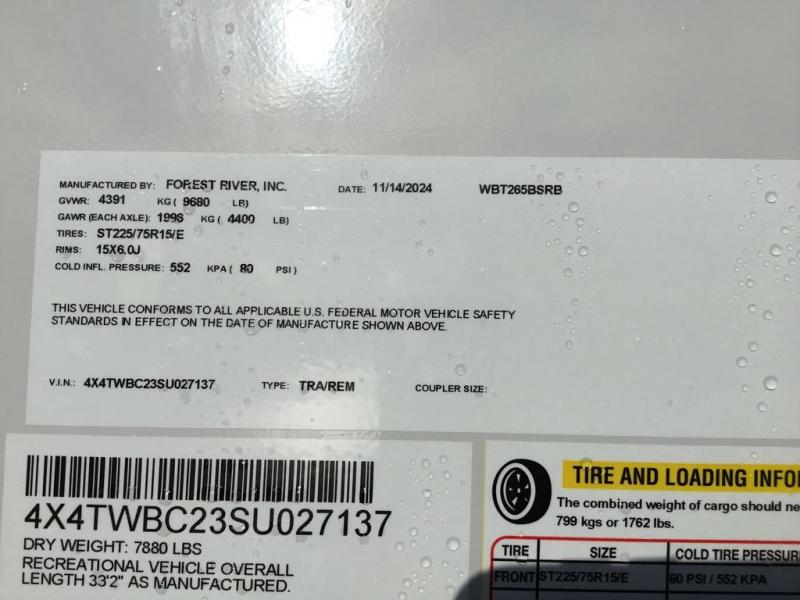 MANUFACTURED BY: FOREST RIVER, INC. DATE: 11/14/2024 WBT265BSRB
GVWR: 4391 KG ( 9680 LB)
GAWR (EACH AXLE): 1998 KG ( 4400 LB)
TIRES: ST225/75R15/E
RIMS: 15X6.0J
COLD INFL. PRESSURE: 552 KPA ( 80 PSI )
THIS VEHICLE CONFORMS TO ALL APPLICABLE U.S. FEDERAL MOTOR VEHICLE SAFETY
STANDARDS IN EFFECT ON THE DATE OF MANUFACTURE SHOWN ABOVE.
V.I.N.: 4X4TWBC23SU027137 TYPE: TRA/REM COUPLER SIZE:
4X4TWBC23SU027137
DRY WEIGHT: 7880 LBS
RECREATIONAL VEHICLE OVERALL
LENGTH 33'2" AS MANUFACTURED.
TIRE AND LOADING INFO
The combined weight of cargo should ne
799 kgs or 1762 lbs.
TIRE SIZE COLD TIRE PRESSUR
FRONT ST225/75R15/E 80 PSI / 552 KPA